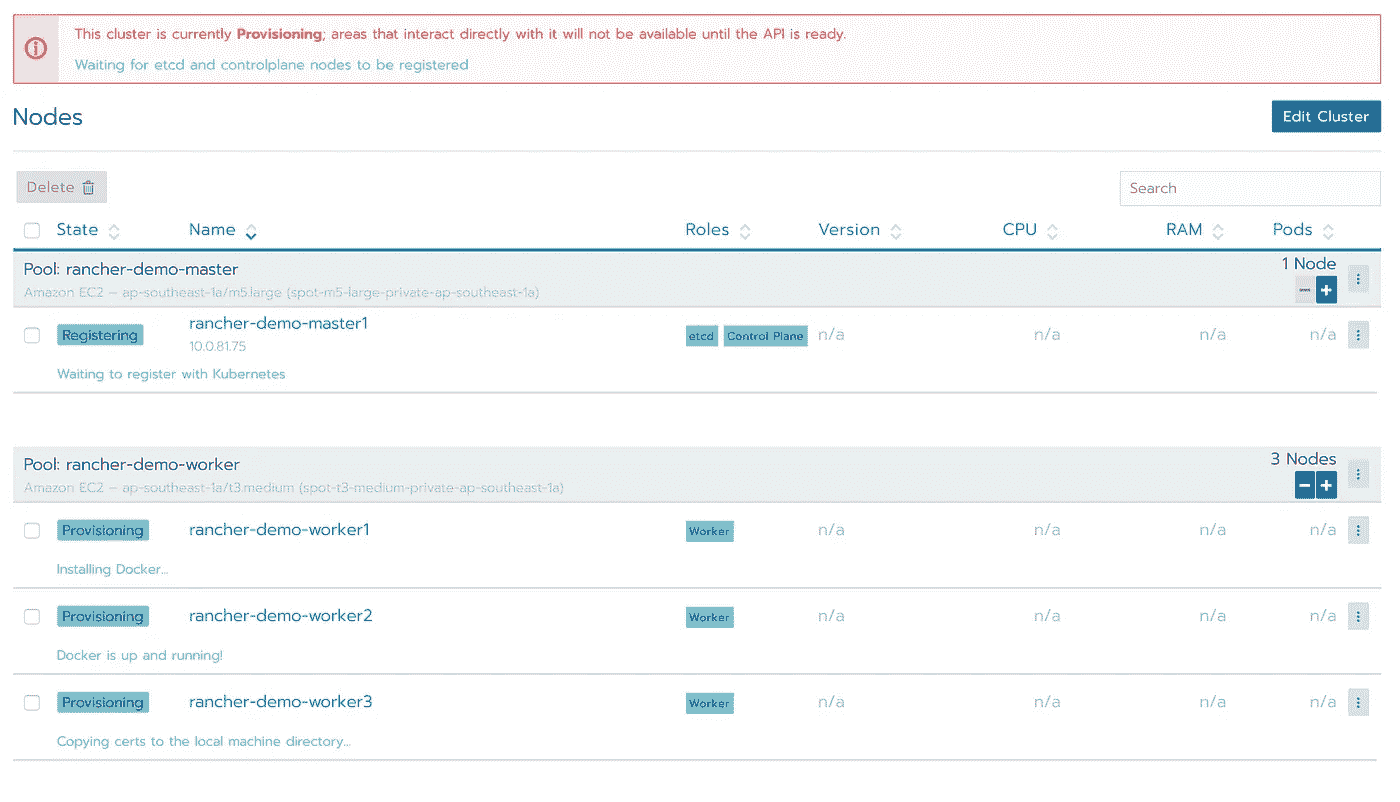 This cluster is currently Provisioning; areas that interact directly with it will not be available until the API is ready.
Waiting for etcd and controlplane nodes to be registered
Nodes
Edit Cluster
Delete
Search
State Name Roles Version CPU RAM Pods
Pool: rancher-demo-master
1 Node
Amazon EC2 – ap-southeast-1a/m5.large (spot-m5-large-private-ap-southeast-1a)
Registering rancher-demo-master1 etcd Control Plane n/a n/a n/a n/a
10.0.81.75
Waiting to register with Kubernetes
Pool: rancher-demo-worker
3 Nodes
Amazon EC2 – ap-southeast-1a/t3.medium (spot-t3-medium-private-ap-southeast-1a)
Provisioning rancher-demo-worker1 Worker n/a n/a n/a n/a
Installing Docker...
Provisioning rancher-demo-worker2 Worker n/a n/a n/a n/a
Docker is up and running!
Provisioning rancher-demo-worker3 Worker n/a n/a n/a n/a
Copying certs to the local machine directory...